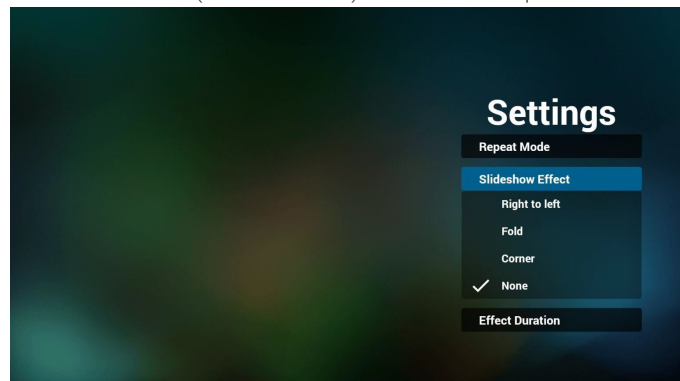 Settings
Repeat Mode
Slideshow Effect
Right to left
Fold
Corner
None
Effect Duration